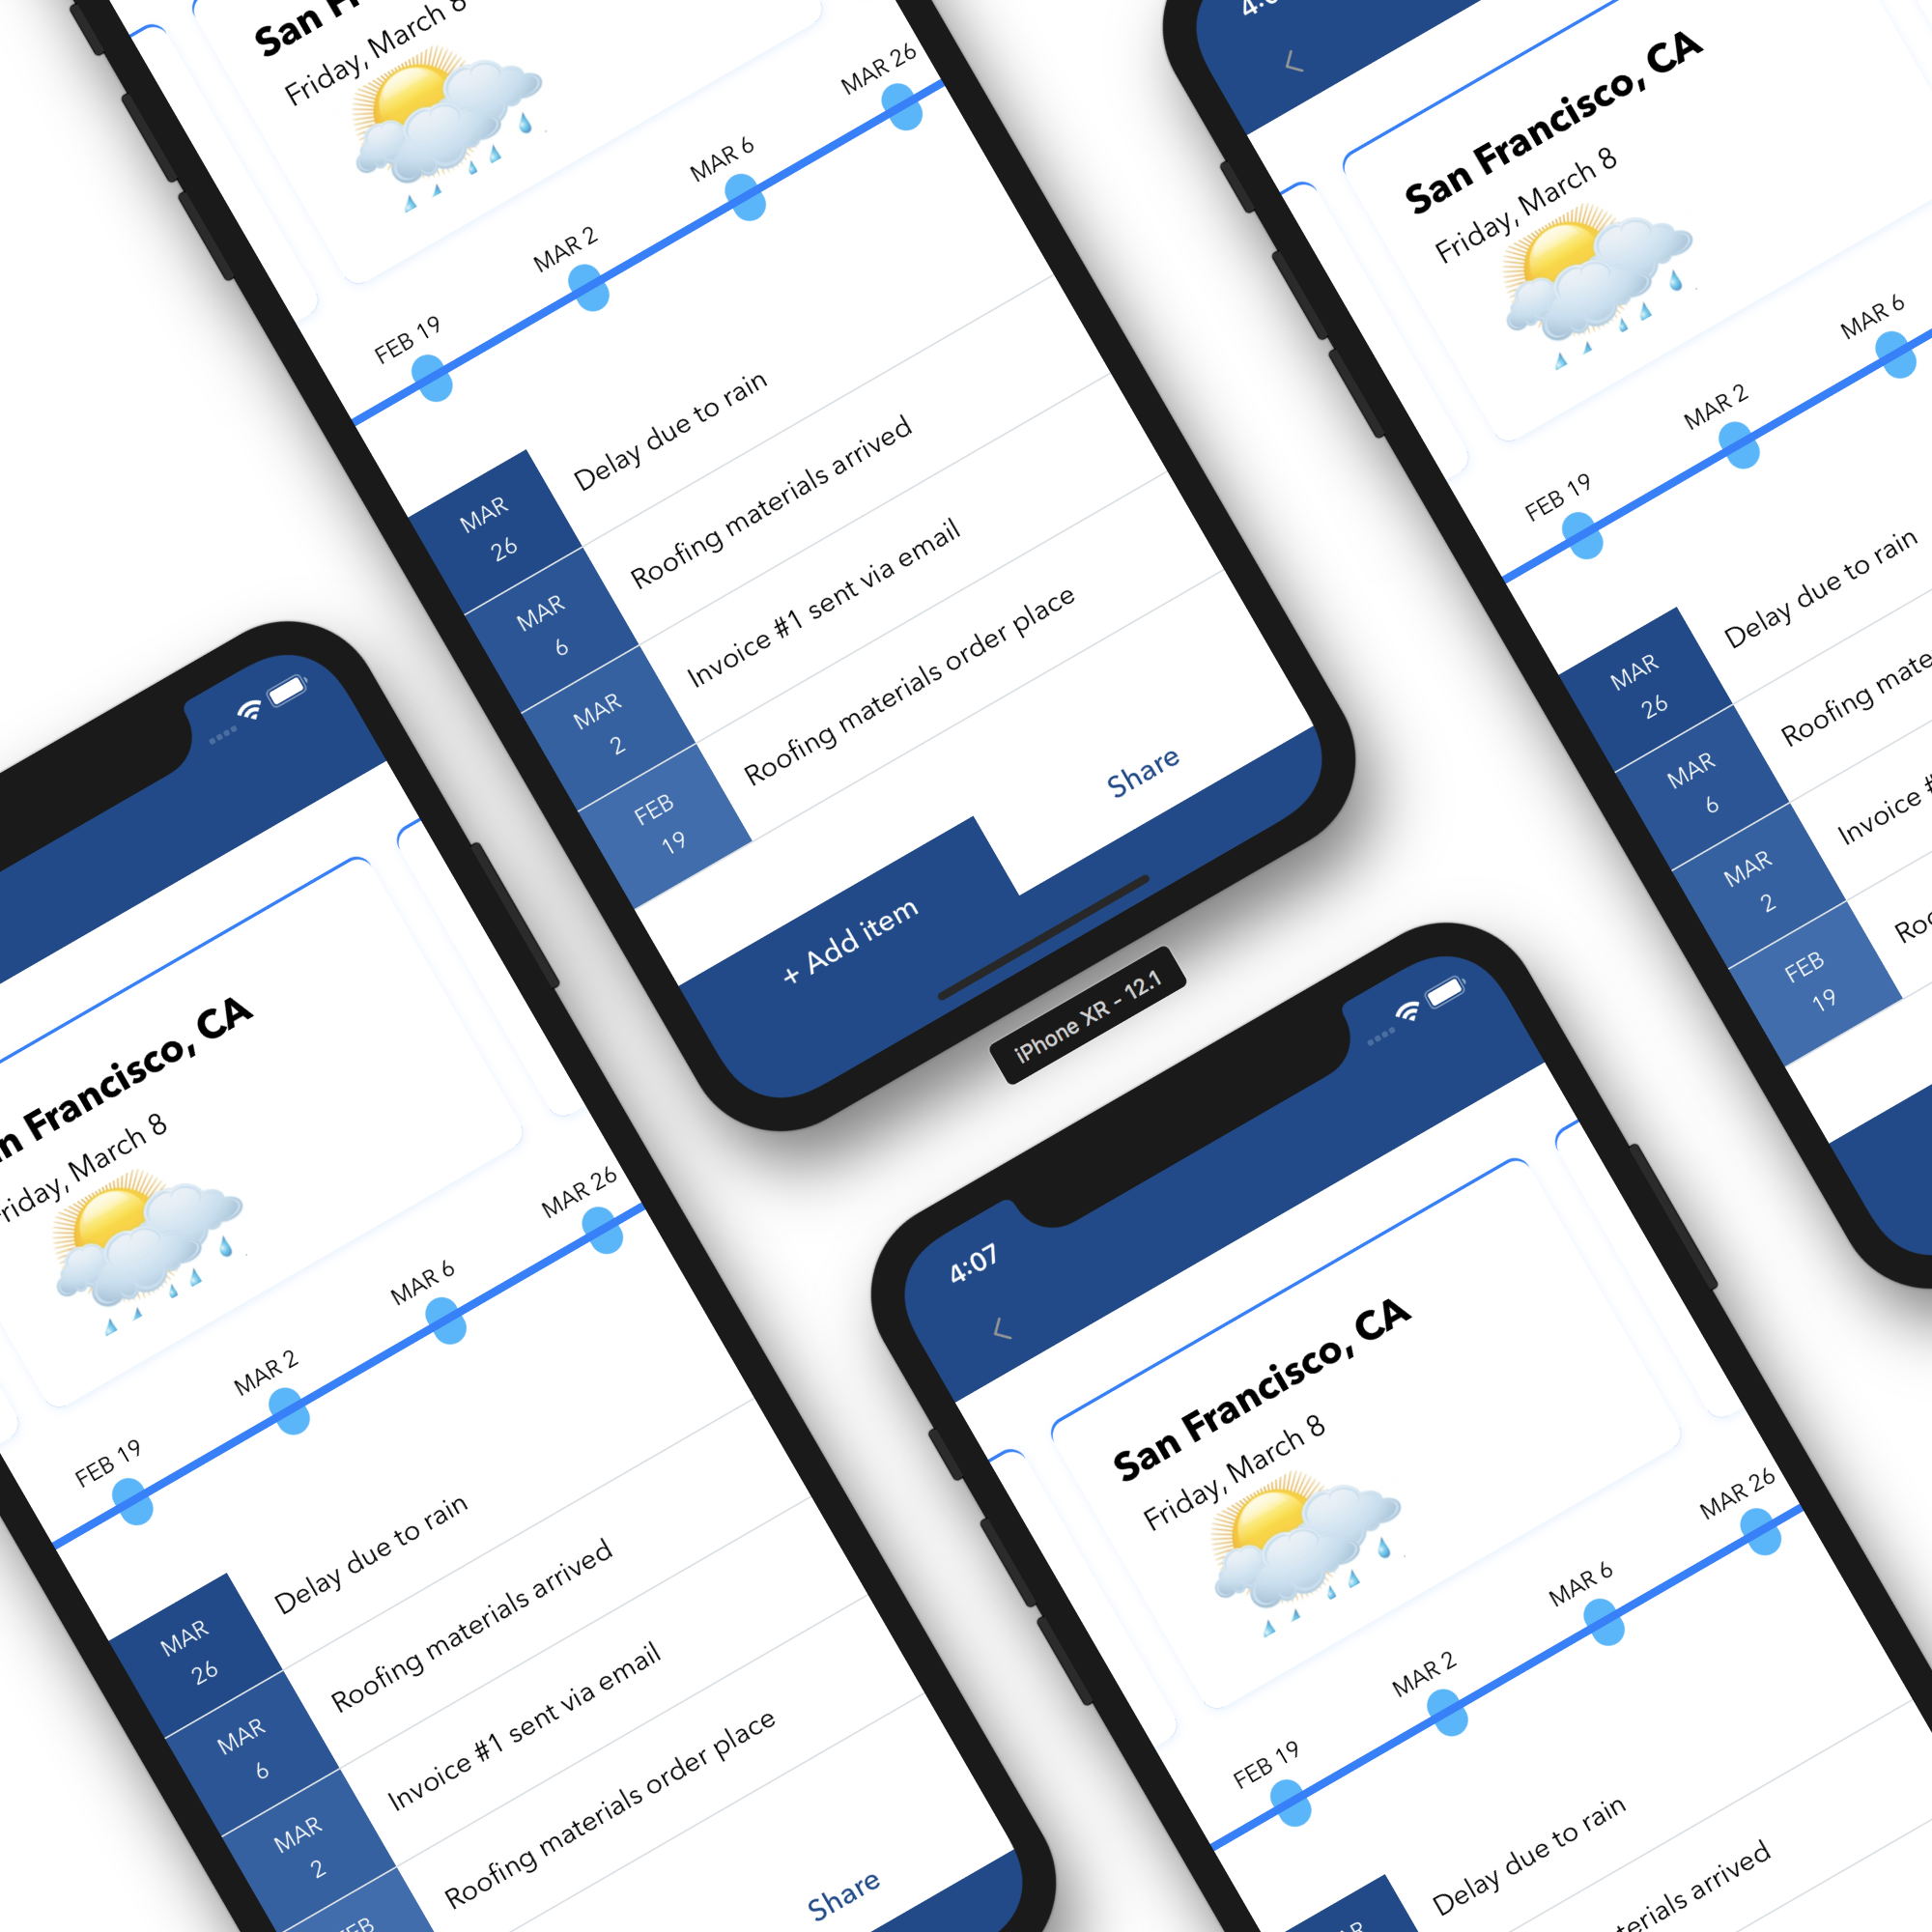 San Fr
Friday, March 8
MAR 26
MAR 6
MAR 2
FEB 19
MAR
26
Delay due to rain
MAR
6
Roofing materials arrived
MAR
2
Invoice #1 sent via email
FEB
19
Roofing materials order place
+ Add item
Share
iPhone XR - 12.1
San Francisco, CA
Friday, March 8
MAR 6
MAR 2
FEB 19
MAR
26
Delay due to rain
MAR
6
Roofing mate
MAR
2
Invoice #
FEB
19
Roo
n Francisco, CA
riday, March 8
MAR 26
MAR 6
MAR 2
FEB 19
MAR
26
Delay due to rain
MAR
6
Roofing materials arrived
MAR
2
Invoice #1 sent via email
FEB
Roofing materials order place
Share
4:07
San Francisco, CA
Friday, March 8
MAR 26
MAR 6
MAR 2
FEB 19
Delay due to rain
terials arrived